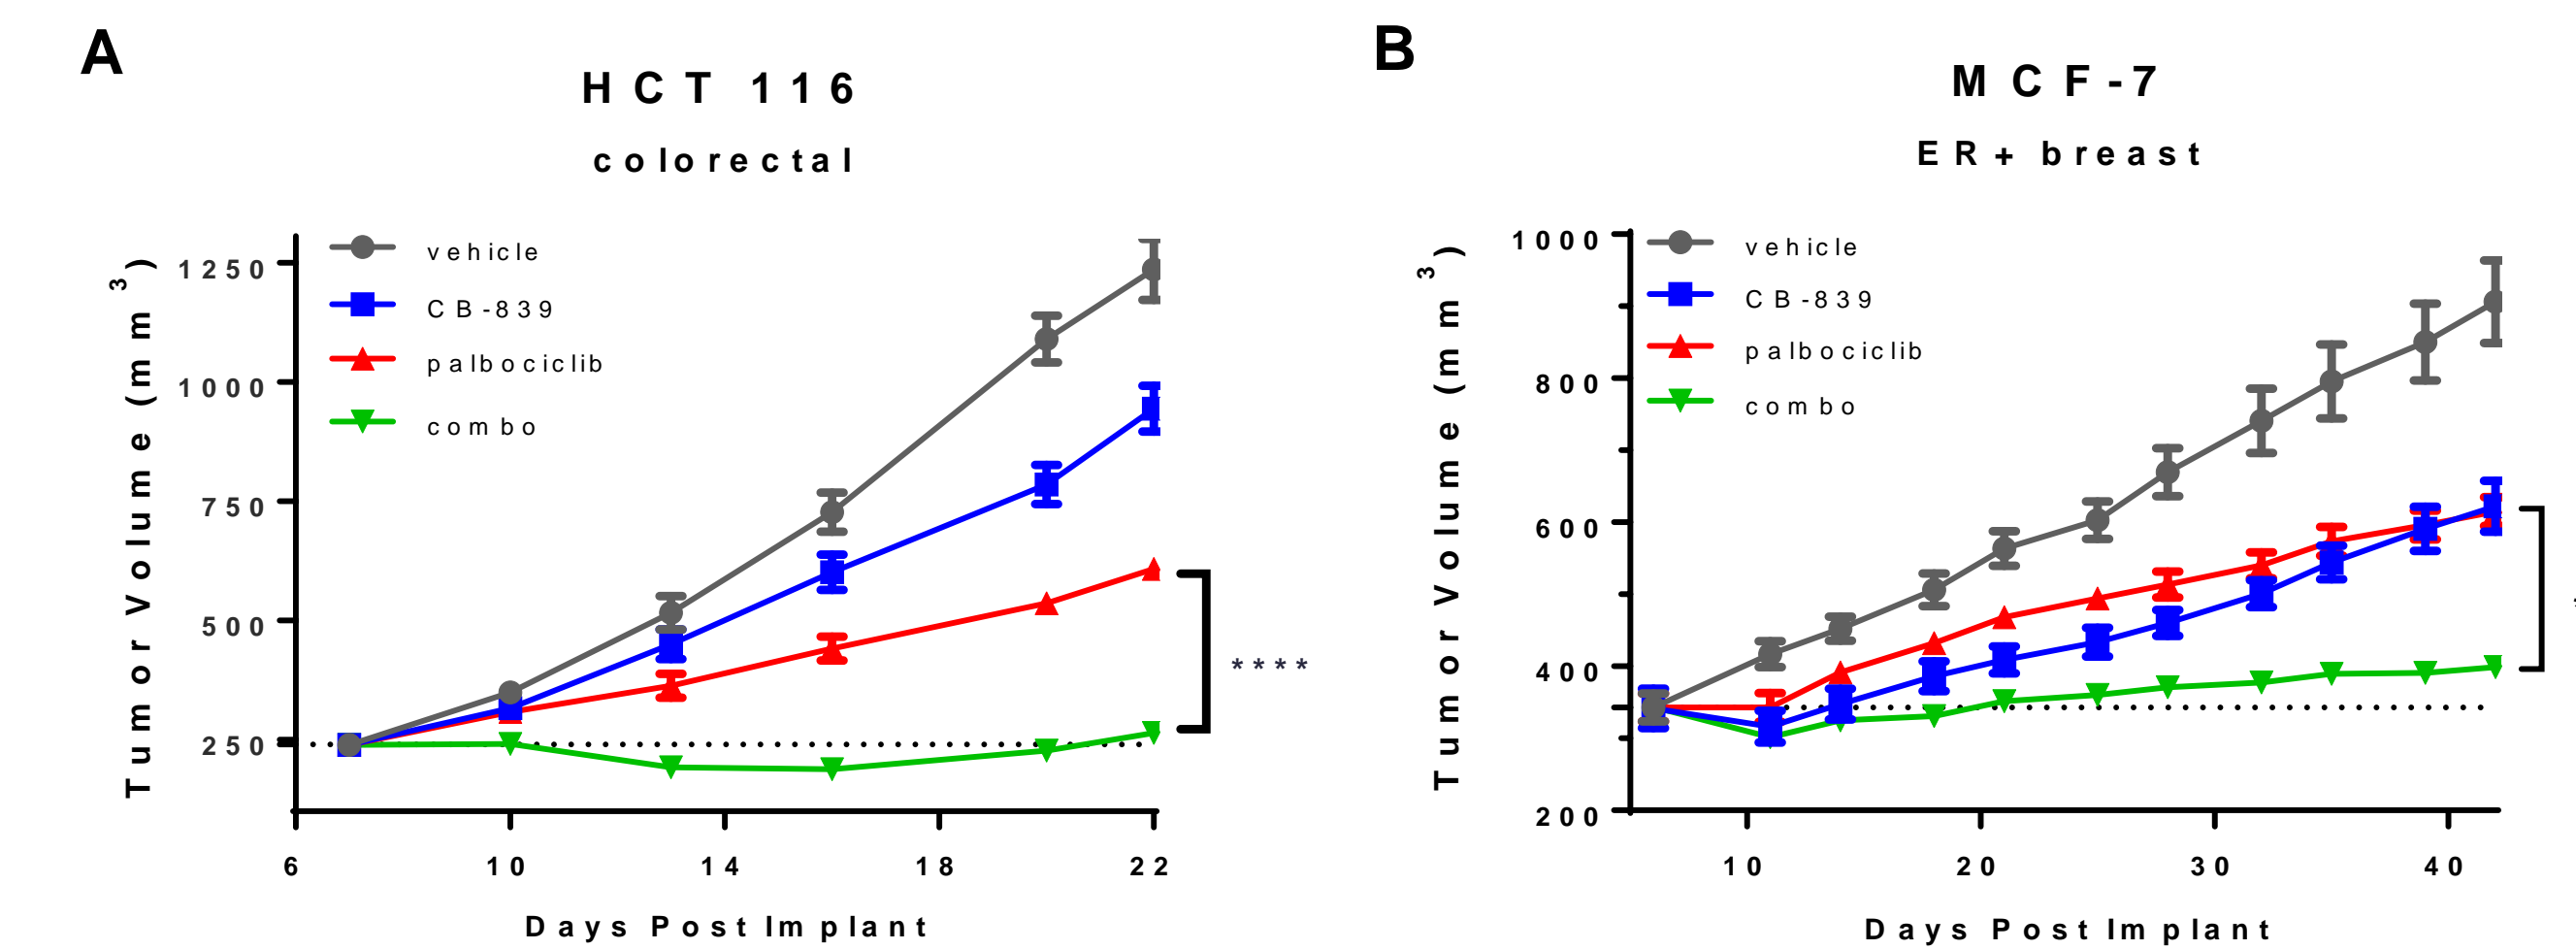 A
HCT 116
colorectal
Tumor Volume (mm3)
1250
1000
750
500
250
vehicle
CB-839
palbociclib
combo
****
6 10 14 18 22
Days Post Implant
B
MCF-7
ER+ breast
Tumor Volume (mm3)
1000
800
600
400
200
vehicle
CB-839
palbociclib
combo
10 20 30 40
Days Post Implant